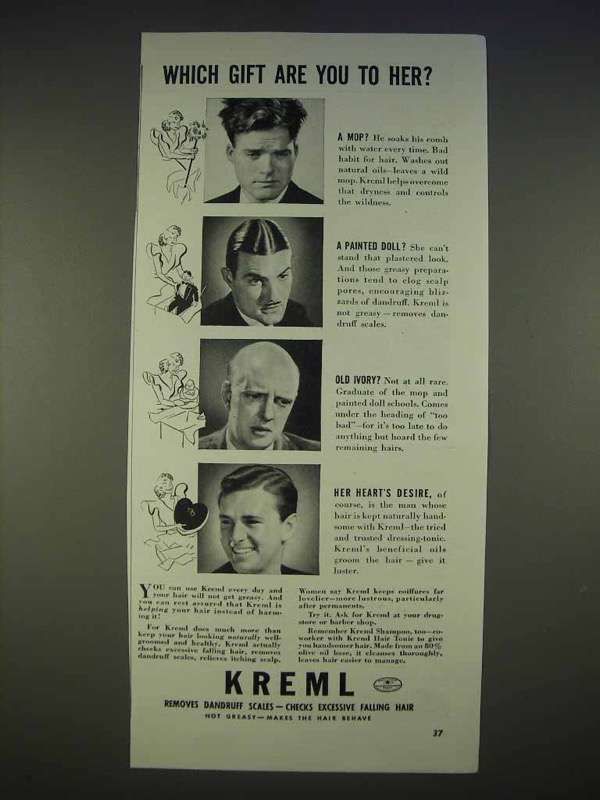 WHICH GIFT ARE YOU TO HER?
A MOP? He soaks his comb
with water every time. Bad
habit for hair. Washes out
natural oils—leaves a wild
mop. Kreml helps overcome
that dryness and controls
the wildness.
A PAINTED DOLL? She can't
stand that plastered look.
And those greasy prepara-
tions tend to clog scalp
pores, encouraging bliz-
zards of dandruff. Kreml is
not greasy—removes dan-
druff scales.
OLD IVORY? Not at all rare.
Graduate of the mop and
painted doll schools. Comes
under the heading of "too
bad"—for it's too late to do
anything but hoard the few
remaining hairs.
HER HEART'S DESIRE, of
course, is the man whose
hair is kept naturally hand-
some with Kreml—the tried
and trusted dressing-tonic.
Kreml's beneficial oils
groom the hair—give it
luster.
YOU can use Kreml every day and
your hair will not get greasy. And
you can rest assured that Kreml is
helping your hair instead of harm-
ing it!
For Kreml does much more than
keep your hair looking naturally well-
groomed and healthy. Kreml actually
checks excessive falling hair, removes
dandruff scales, relieves itching scalp.
Women say Kreml keeps coiffures far
lovelier—more lustrous, particularly
after permanents.
Try it. Ask for Kreml at your drug-
store or barber shop.
Remember Kreml Shampoo, too—co-
worker with Kreml Hair Tonic to give
you handsomer hair. Made from an 80%
olive oil base, it cleanses thoroughly,
leaves hair easier to manage.
KREML
REMOVES DANDRUFF SCALES—CHECKS EXCESSIVE FALLING HAIR
NOT GREASY—MAKES THE HAIR BEHAVE
37